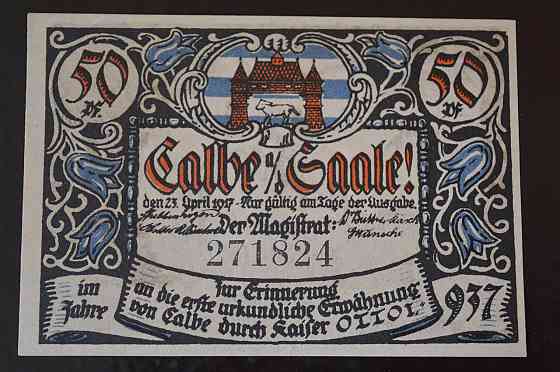 50 Pf.
50 Pf
Calbe a/d Saale!
den 23. April 1917. Nur gültig am Tage der Ausgabe.
Der Magistrat:
271824
zur Erinnerung
im Jahre an die erste urkundliche Erwähnung 937
von Calbe durch Kaiser OTTO I.